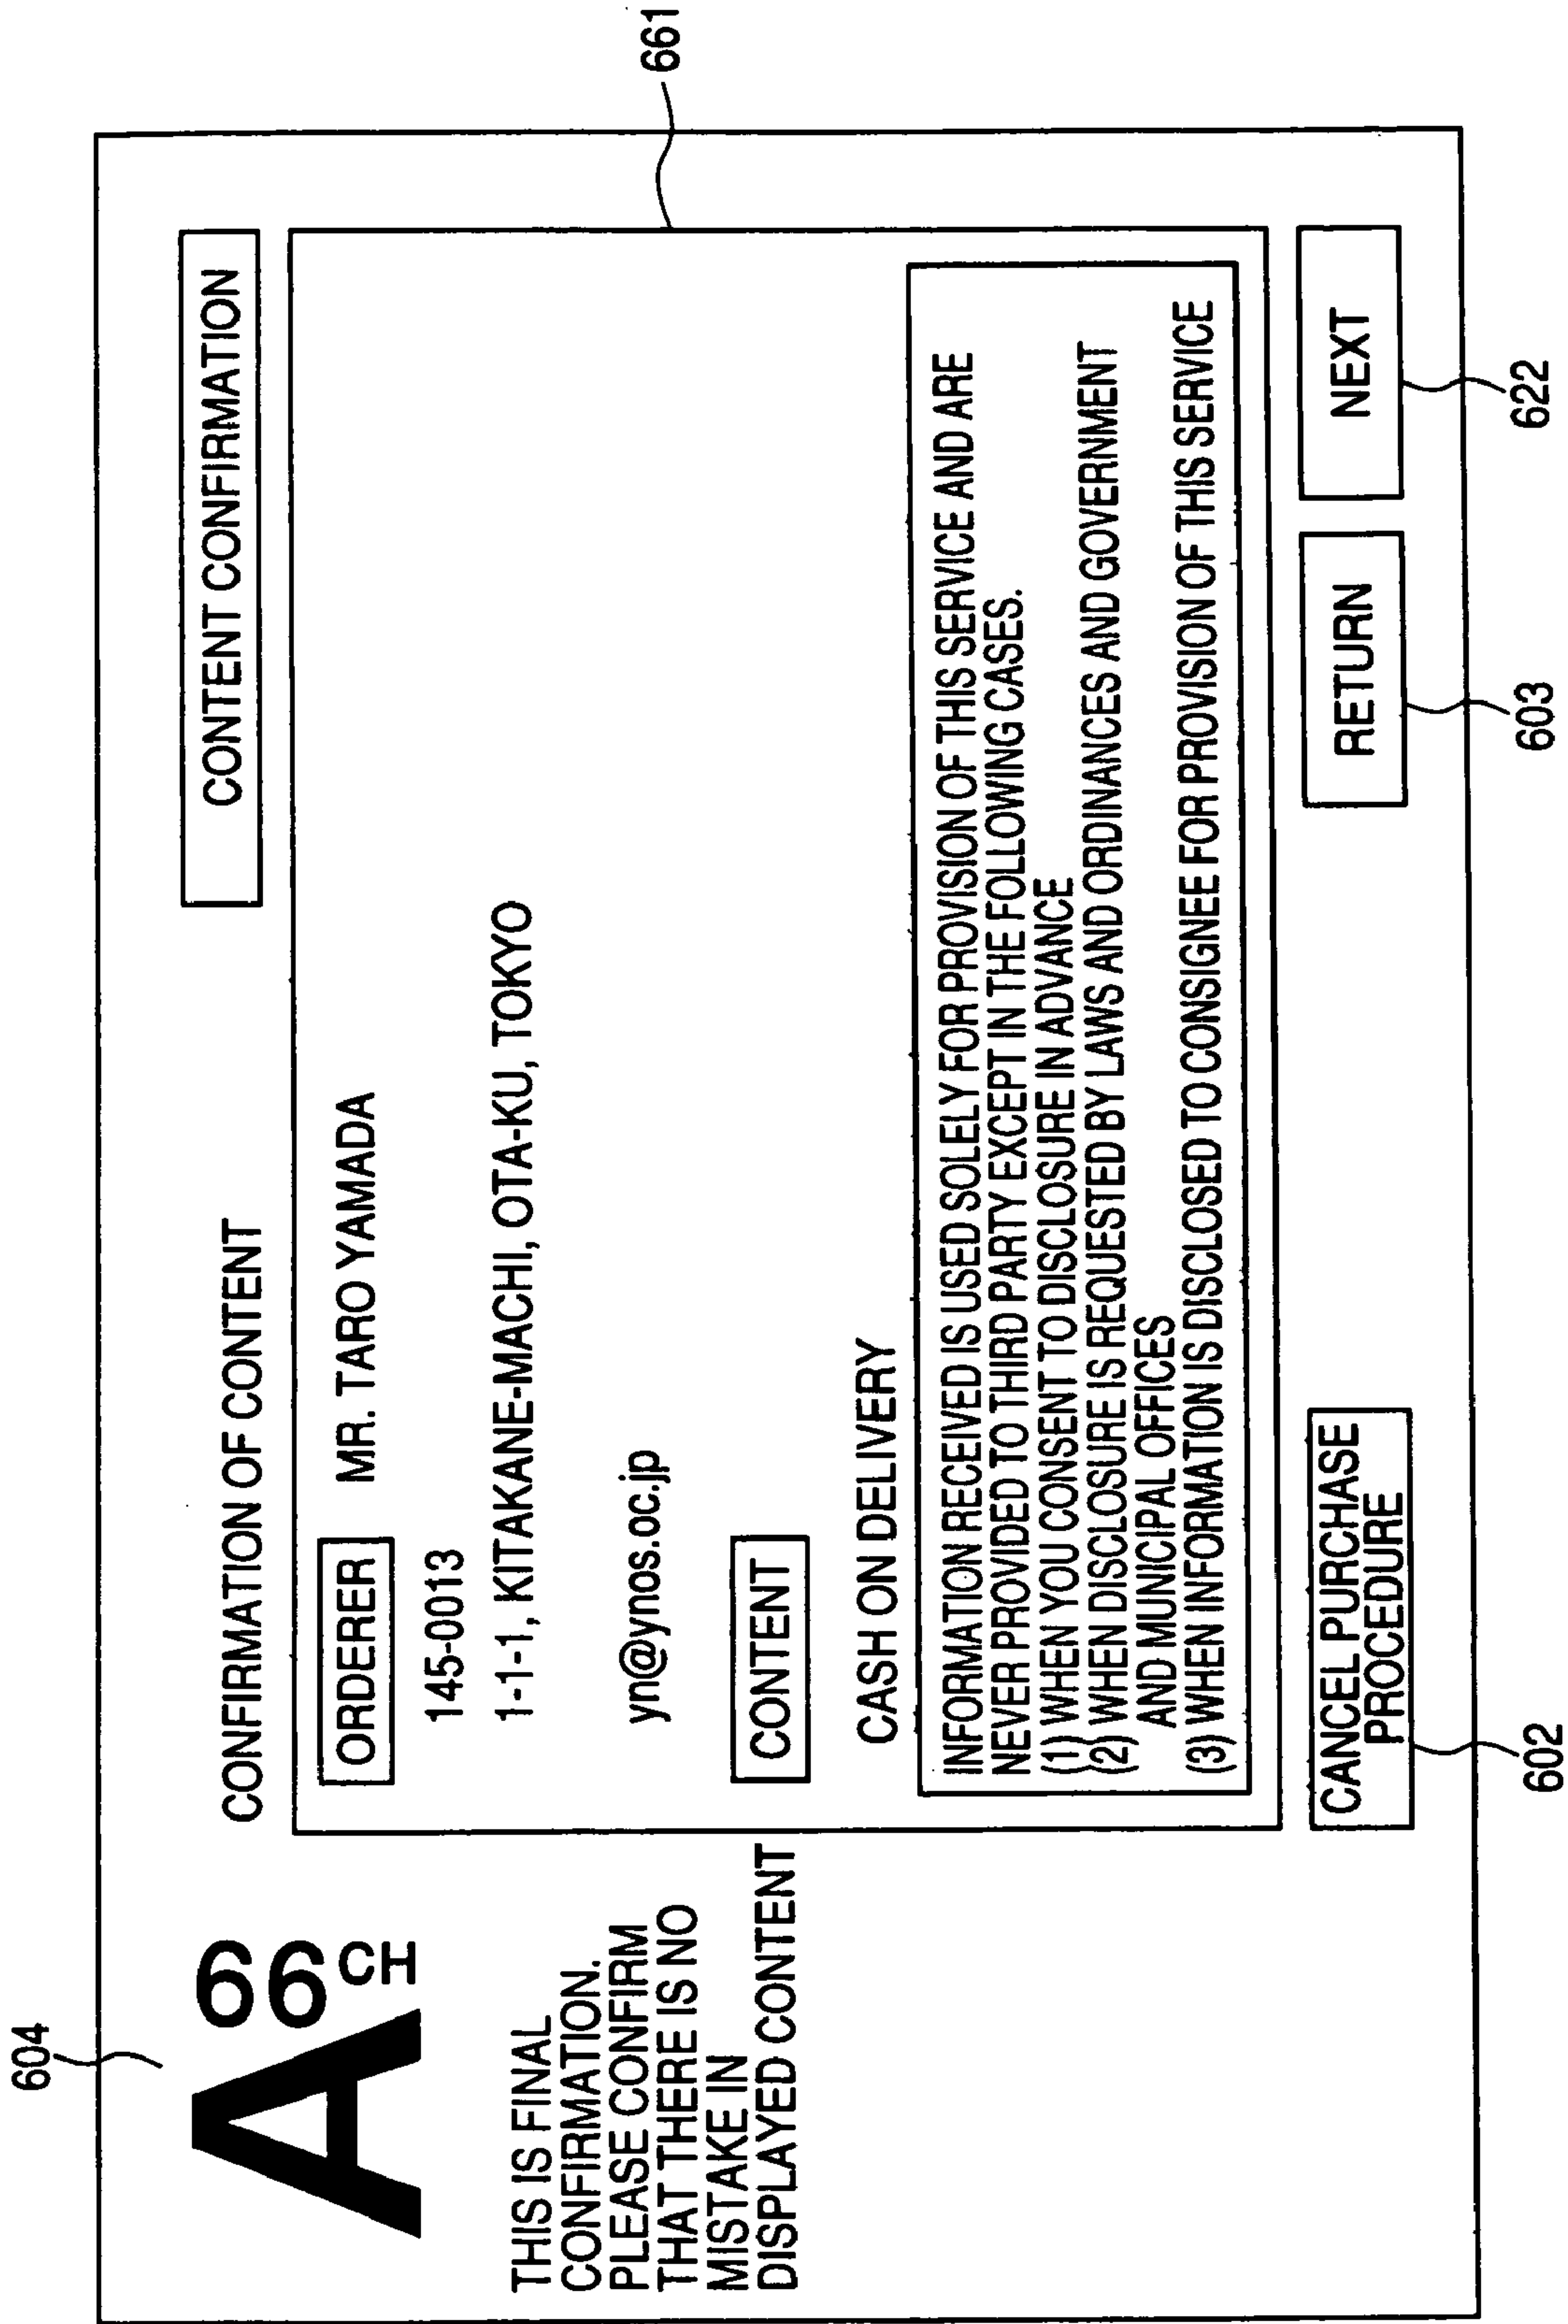 604
A 66 CH
CONFIRMATION OF CONTENT
CONTENT CONFIRMATION
THIS IS FINAL
CONFIRMATION.
PLEASE CONFIRM
THAT THERE IS NO
MISTAKE IN
DISPLAYED CONTENT
661
ORDERER MR. TARO YAMADA
145-0013
1-1-1, KITAKANE-MACHI, OTA-KU, TOKYO
yn@ynos.oc.jp
CONTENT
CASH ON DELIVERY
INFORMATION RECEIVED IS USED SOLELY FOR PROVISION OF THIS SERVICE AND ARE
NEVER PROVIDED TO THIRD PARTY EXCEPT IN THE FOLLOWING CASES.
(1) WHEN YOU CONSENT TO DISCLOSURE IN ADVANCE
(2) WHEN DISCLOSURE IS REQUESTED BY LAWS AND ORDINANCES AND GOVERNMENT
AND MUNICIPAL OFFICES
(3) WHEN INFORMATION IS DISCLOSED TO CONSIGNEE FOR PROVISION OF THIS SERVICE
CANCEL PURCHASE
PROCEDURE
RETURN
NEXT
602
603
622